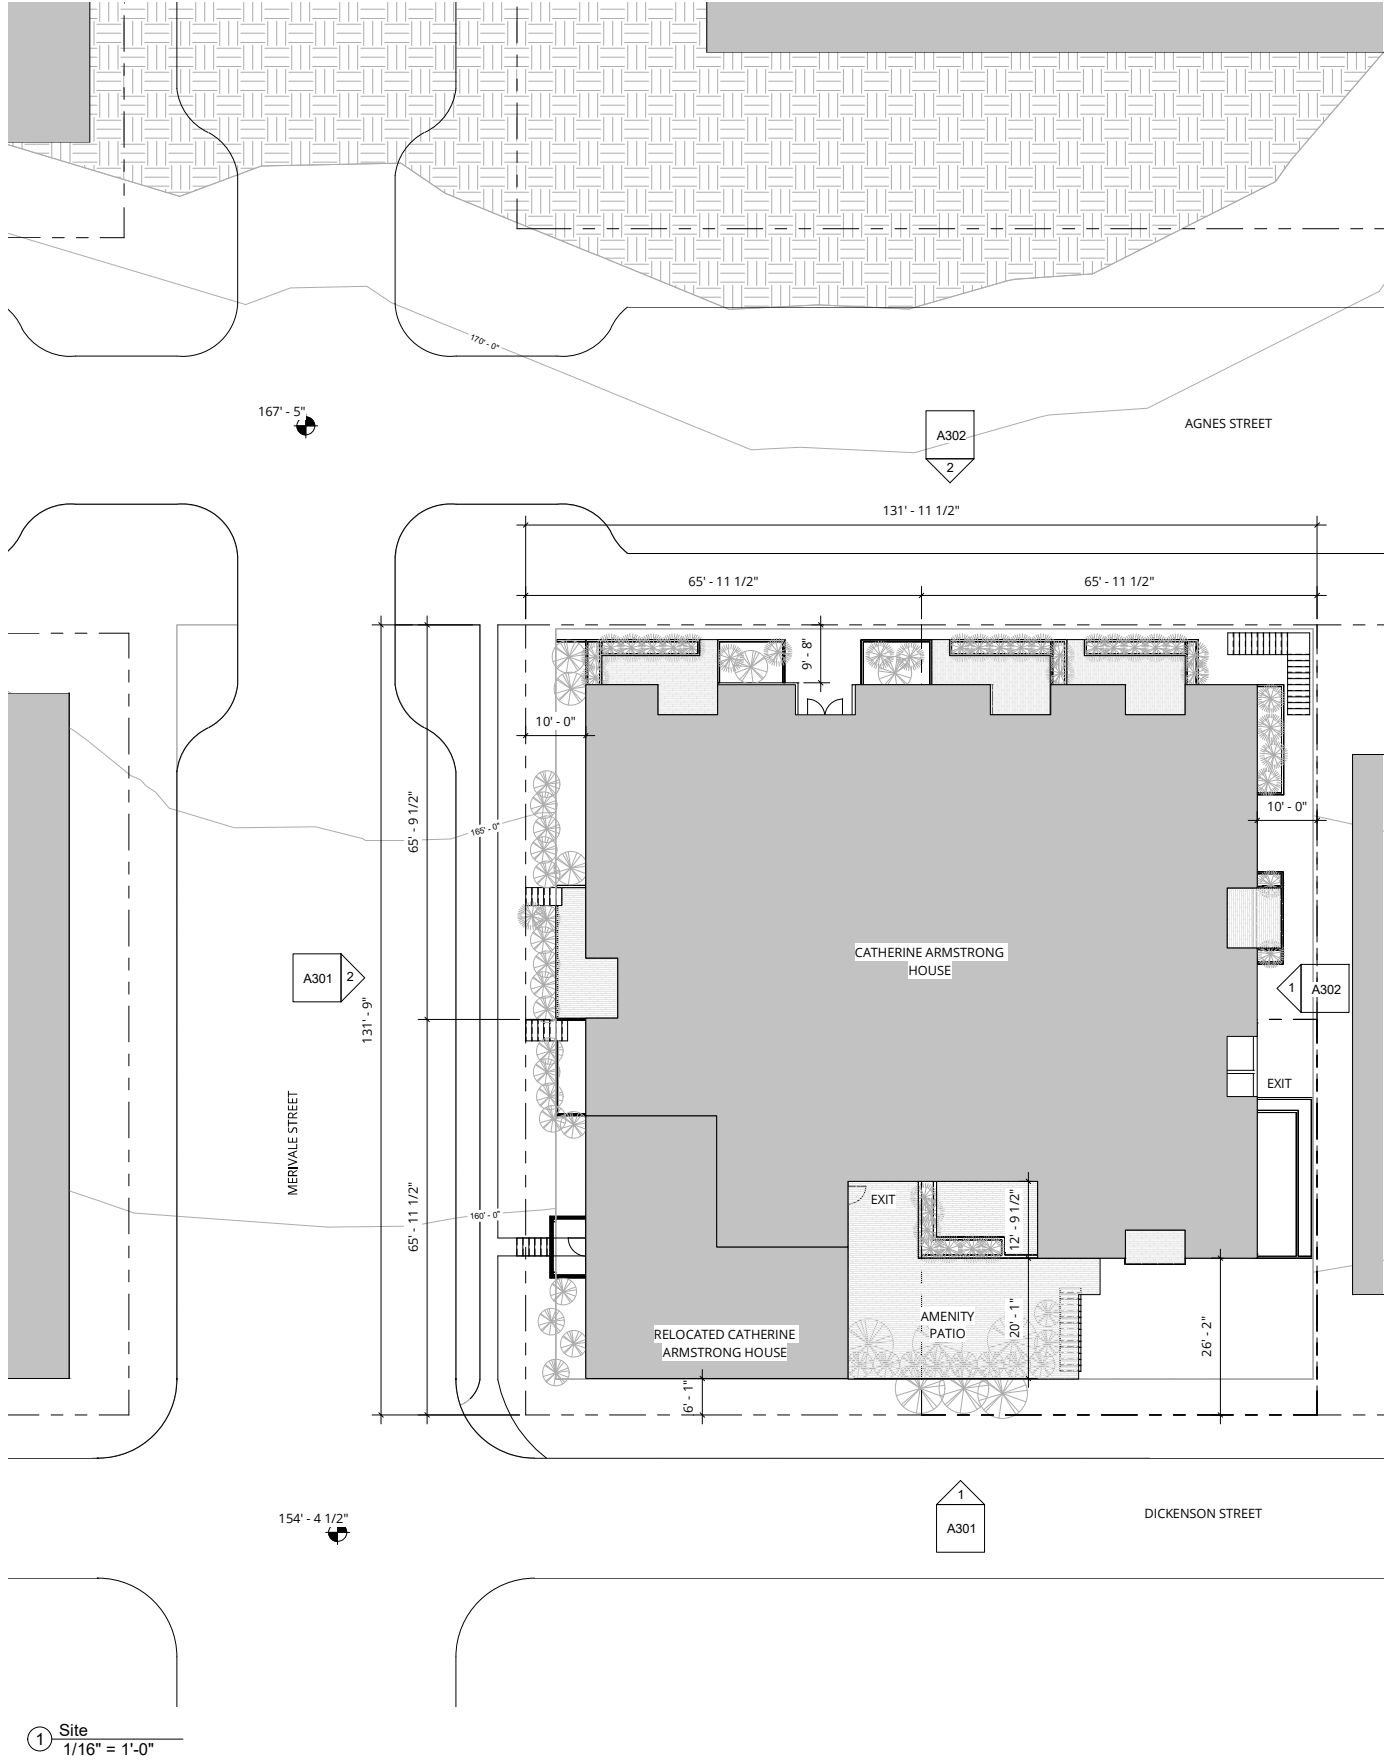 170' - 0"
167' - 5"
A302
2
AGNES STREET
131' - 11 1/2"
65' - 11 1/2"
65' - 11 1/2"
9' - 8"
10' - 0"
10' - 0"
65' - 9 1/2"
165' - 0"
CATHERINE ARMSTRONG
HOUSE
A301
2
1
A302
131' - 9"
EXIT
MERIVALE STREET
EXIT
12' - 9 1/2"
65' - 11 1/2"
160' - 0"
AMENITY
PATIO
20' - 1"
26' - 2"
RELOCATED CATHERINE
ARMSTRONG HOUSE
6' - 1"
1
A301
154' - 4 1/2"
DICKENSON STREET
1
Site
1/16" = 1'-0"